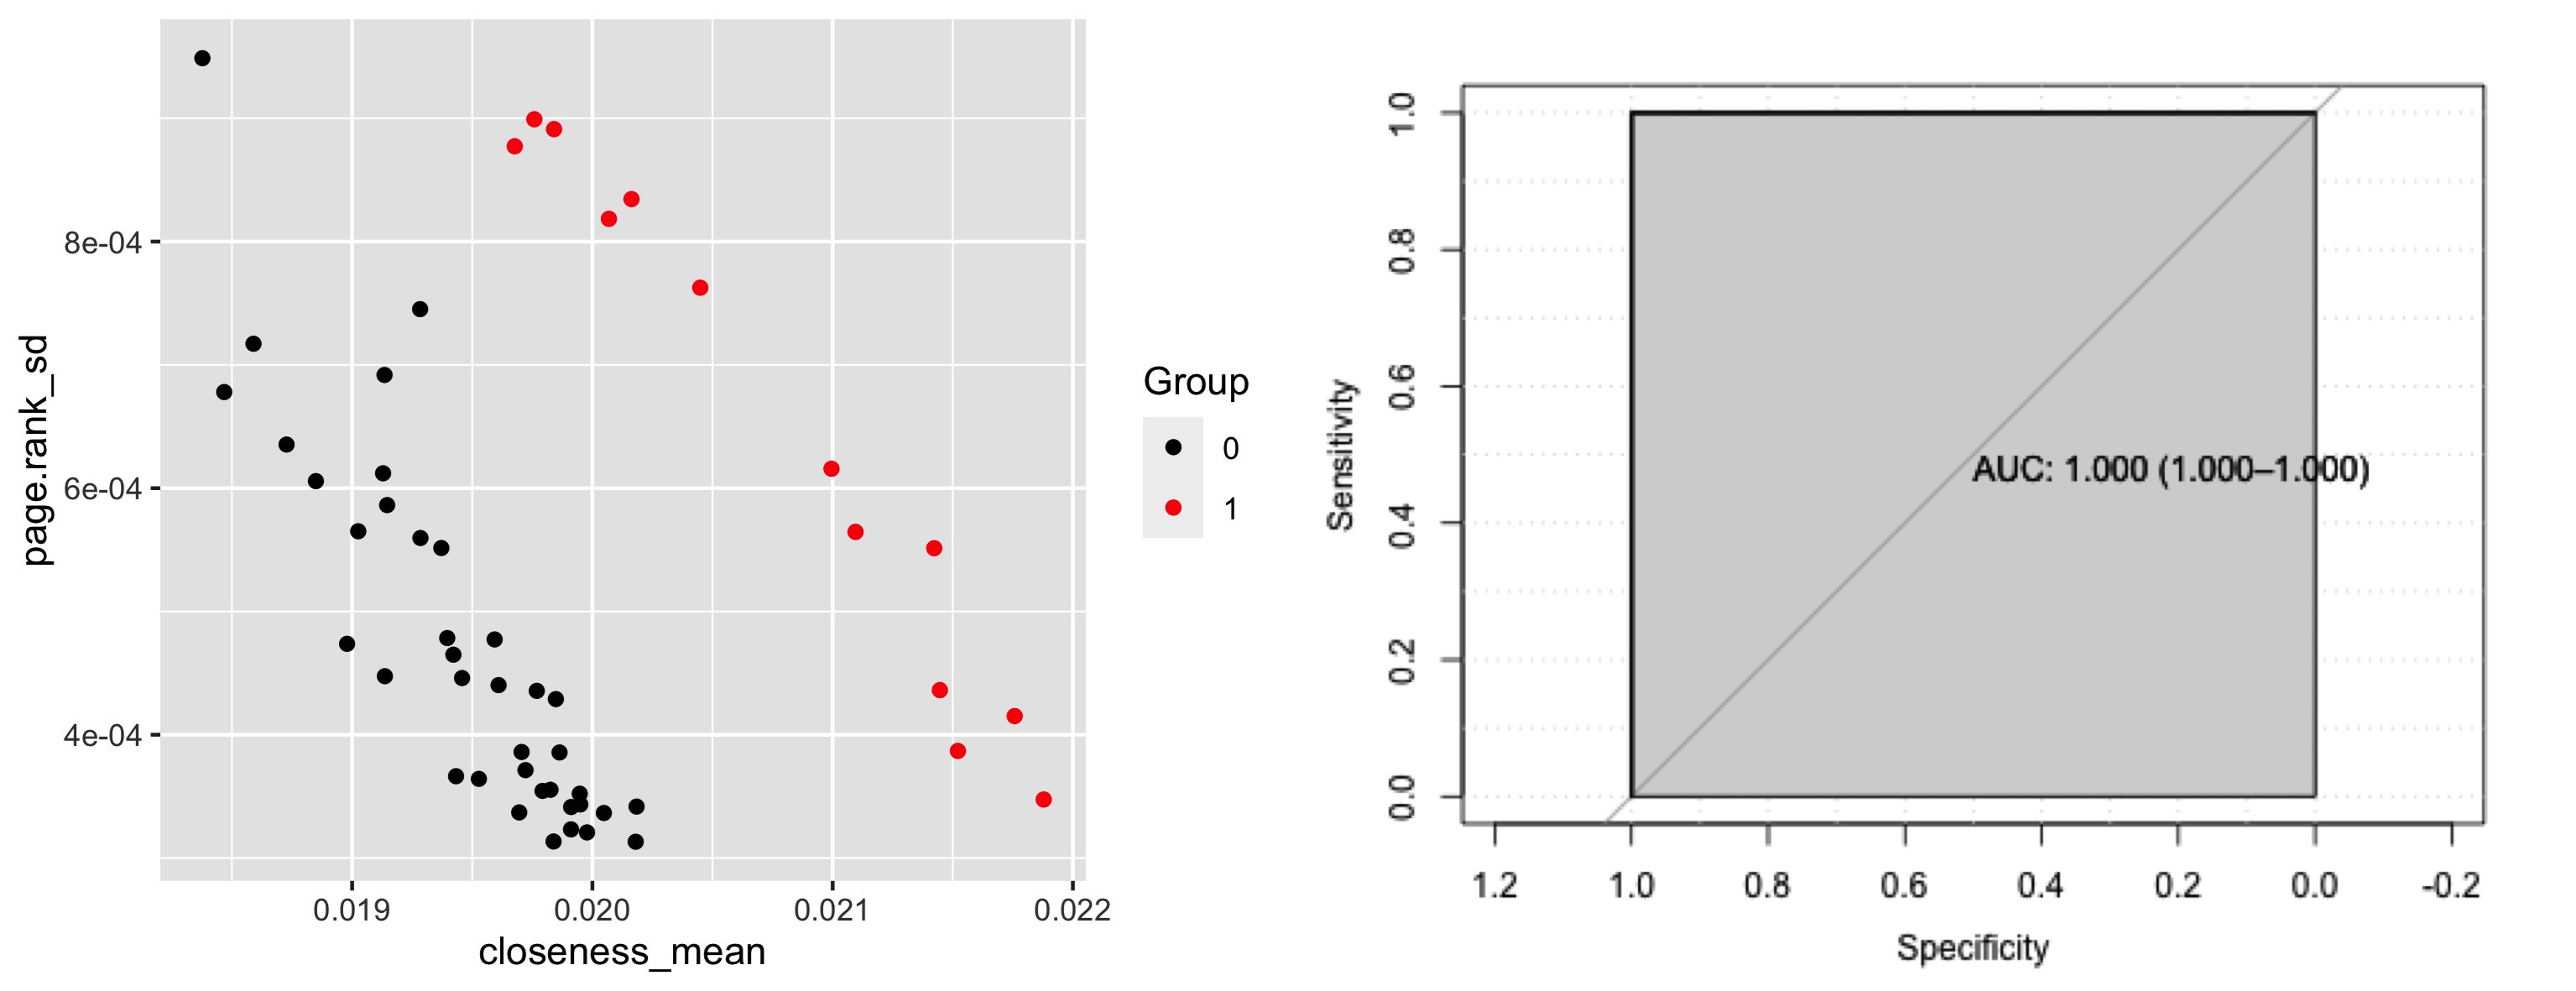 page.rank_sd
8e-04
6e-04
4e-04
0.019 0.020 0.021 0.022
closeness_mean
Group
0
1
Sensitivity
1.0
0.8
0.6
0.4
0.2
0.0
AUC: 1.000 (1.000–1.000)
1.2 1.0 0.8 0.6 0.4 0.2 0.0 -0.2
Specificity